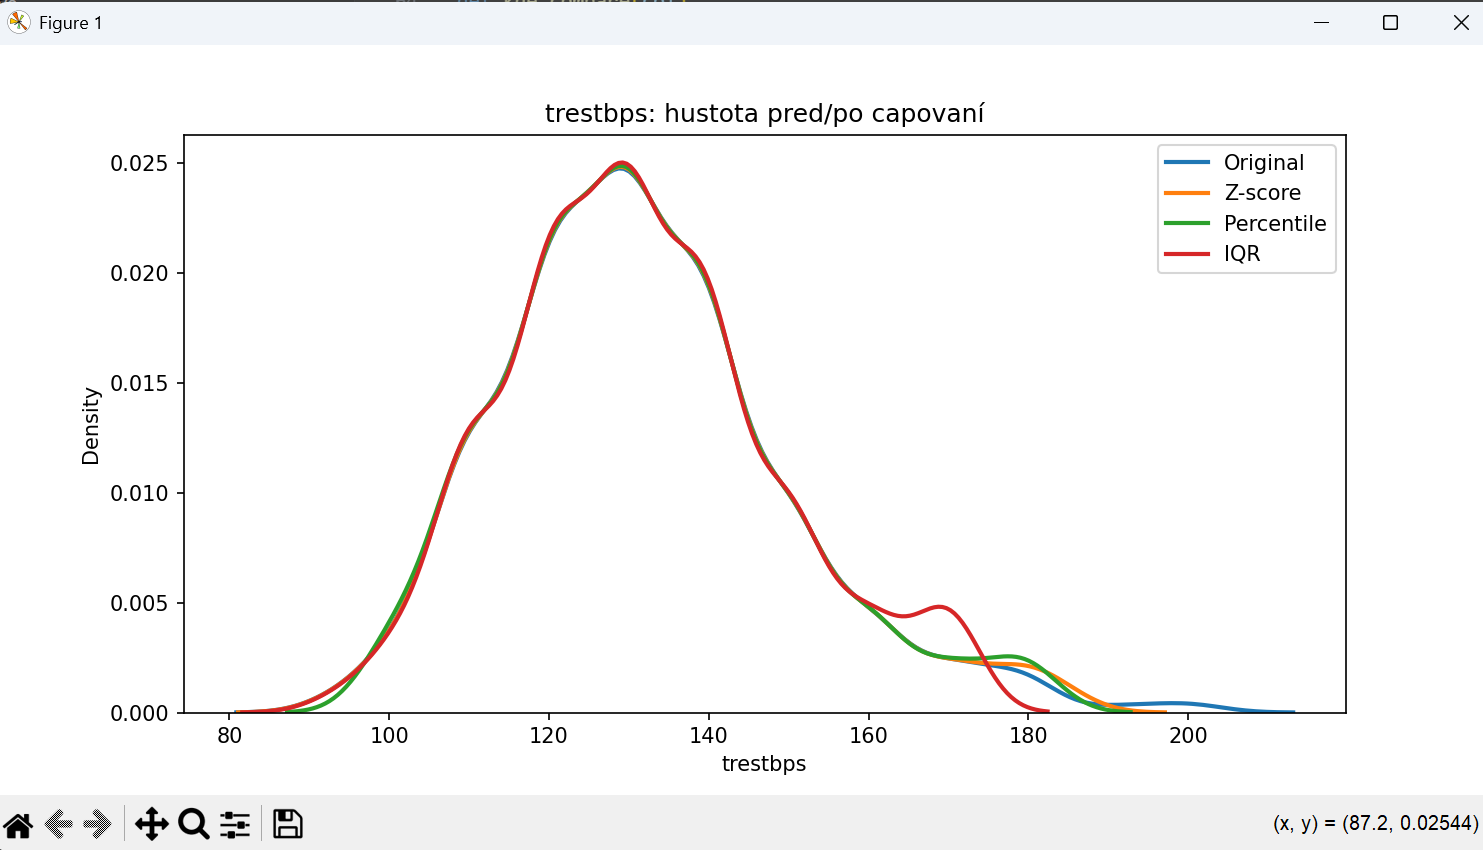 Figure 1
trestbps: hustota pred/po capovaní
Original
Z-score
Percentile
IQR
Density
0.025
0.020
0.015
0.010
0.005
0.000
80 100 120 140 160 180 200
trestbps
(x, y) = (87.2, 0.02544)